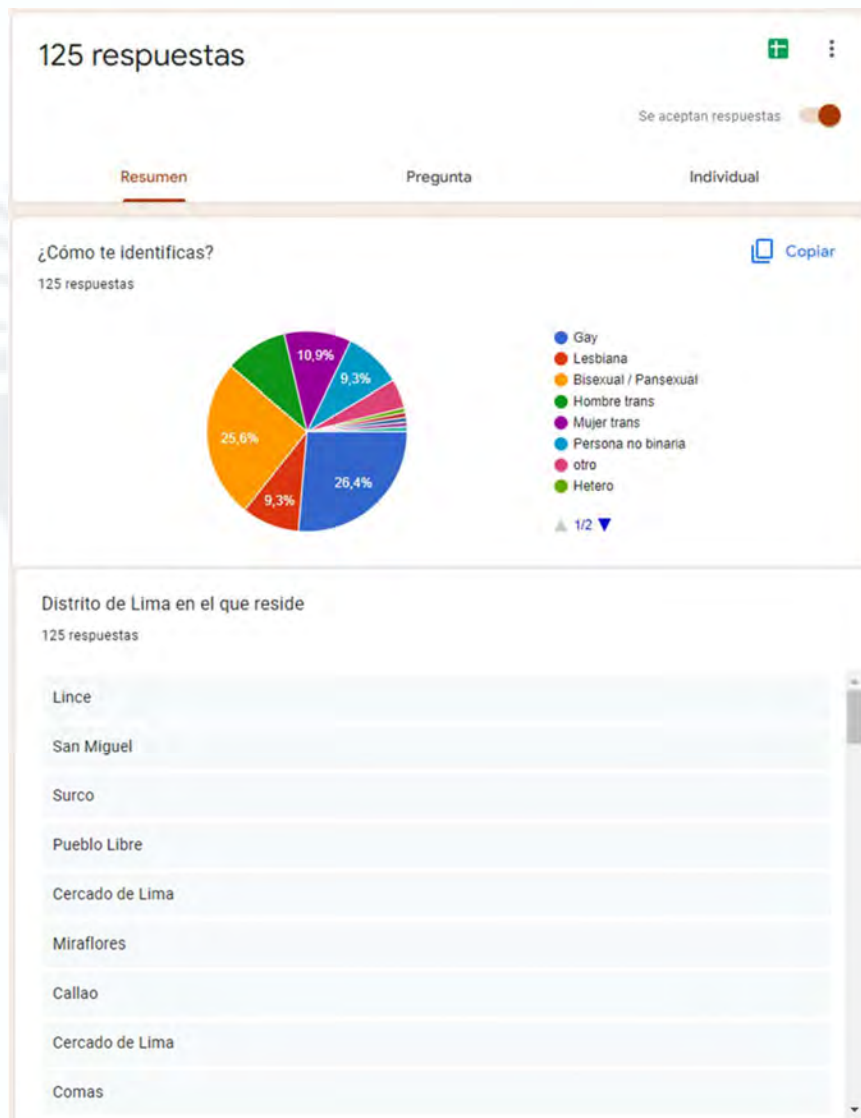 125 respuestas
Se aceptan respuestas
Resumen Pregunta Individual
¿Cómo te identificas?
Copiar
125 respuestas
10,9%
9,3%
25,6%
9,3%
26,4%
Gay
Lesbiana
Bisexual / Pansexual
Hombre trans
Mujer trans
Persona no binaria
otro
Hetero
1/2
Distrito de Lima en el que reside
125 respuestas
Lince
San Miguel
Surco
Pueblo Libre
Cercado de Lima
Miraflores
Callao
Cercado de Lima
Comas